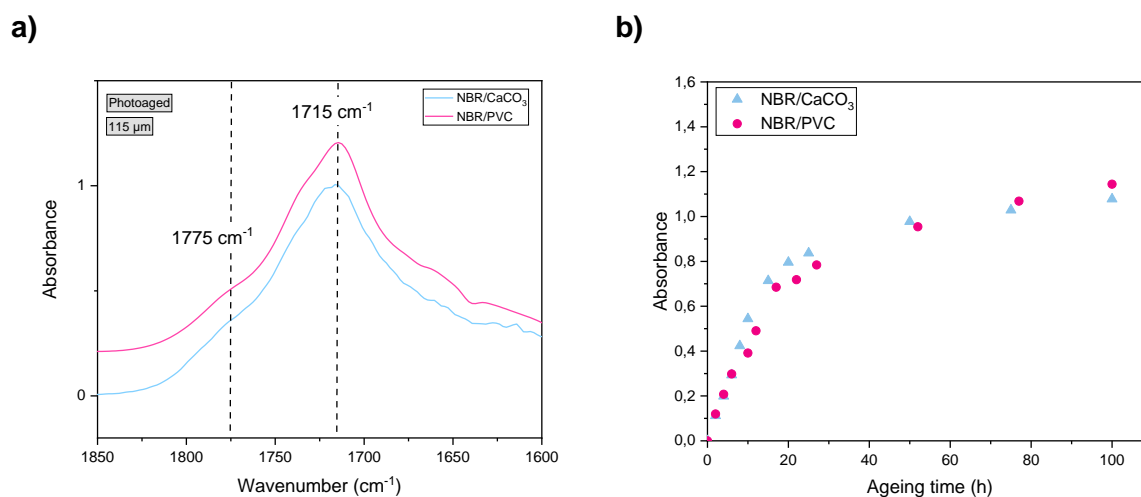 a)
Photoaged
115 µm
1715 cm⁻¹
NBR/CaCO₃
NBR/PVC
1775 cm⁻¹
1
0
Absorbance
1850 1800 1750 1700 1650 1600
Wavenumber (cm⁻¹)
b)
NBR/CaCO₃
NBR/PVC
1,6
1,4
1,2
1,0
0,8
0,6
0,4
0,2
0,0
Absorbance
0 20 40 60 80 100
Ageing time (h)